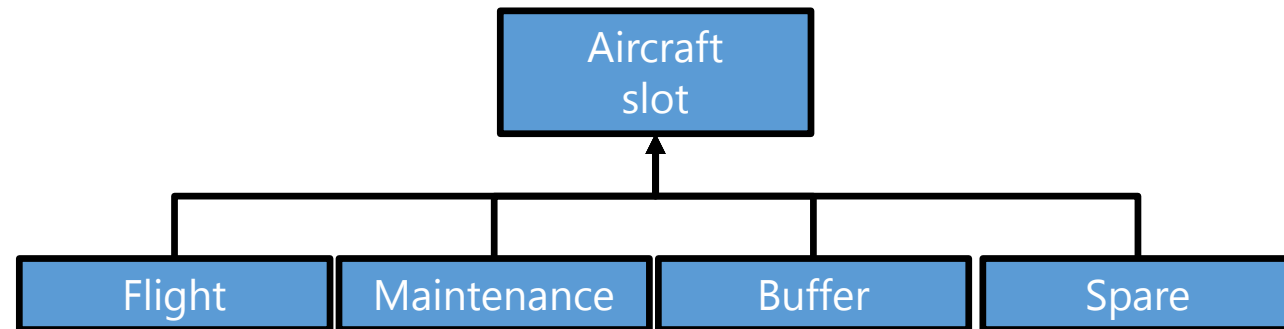 Aircraft
slot
Flight
Maintenance
Buffer
Spare